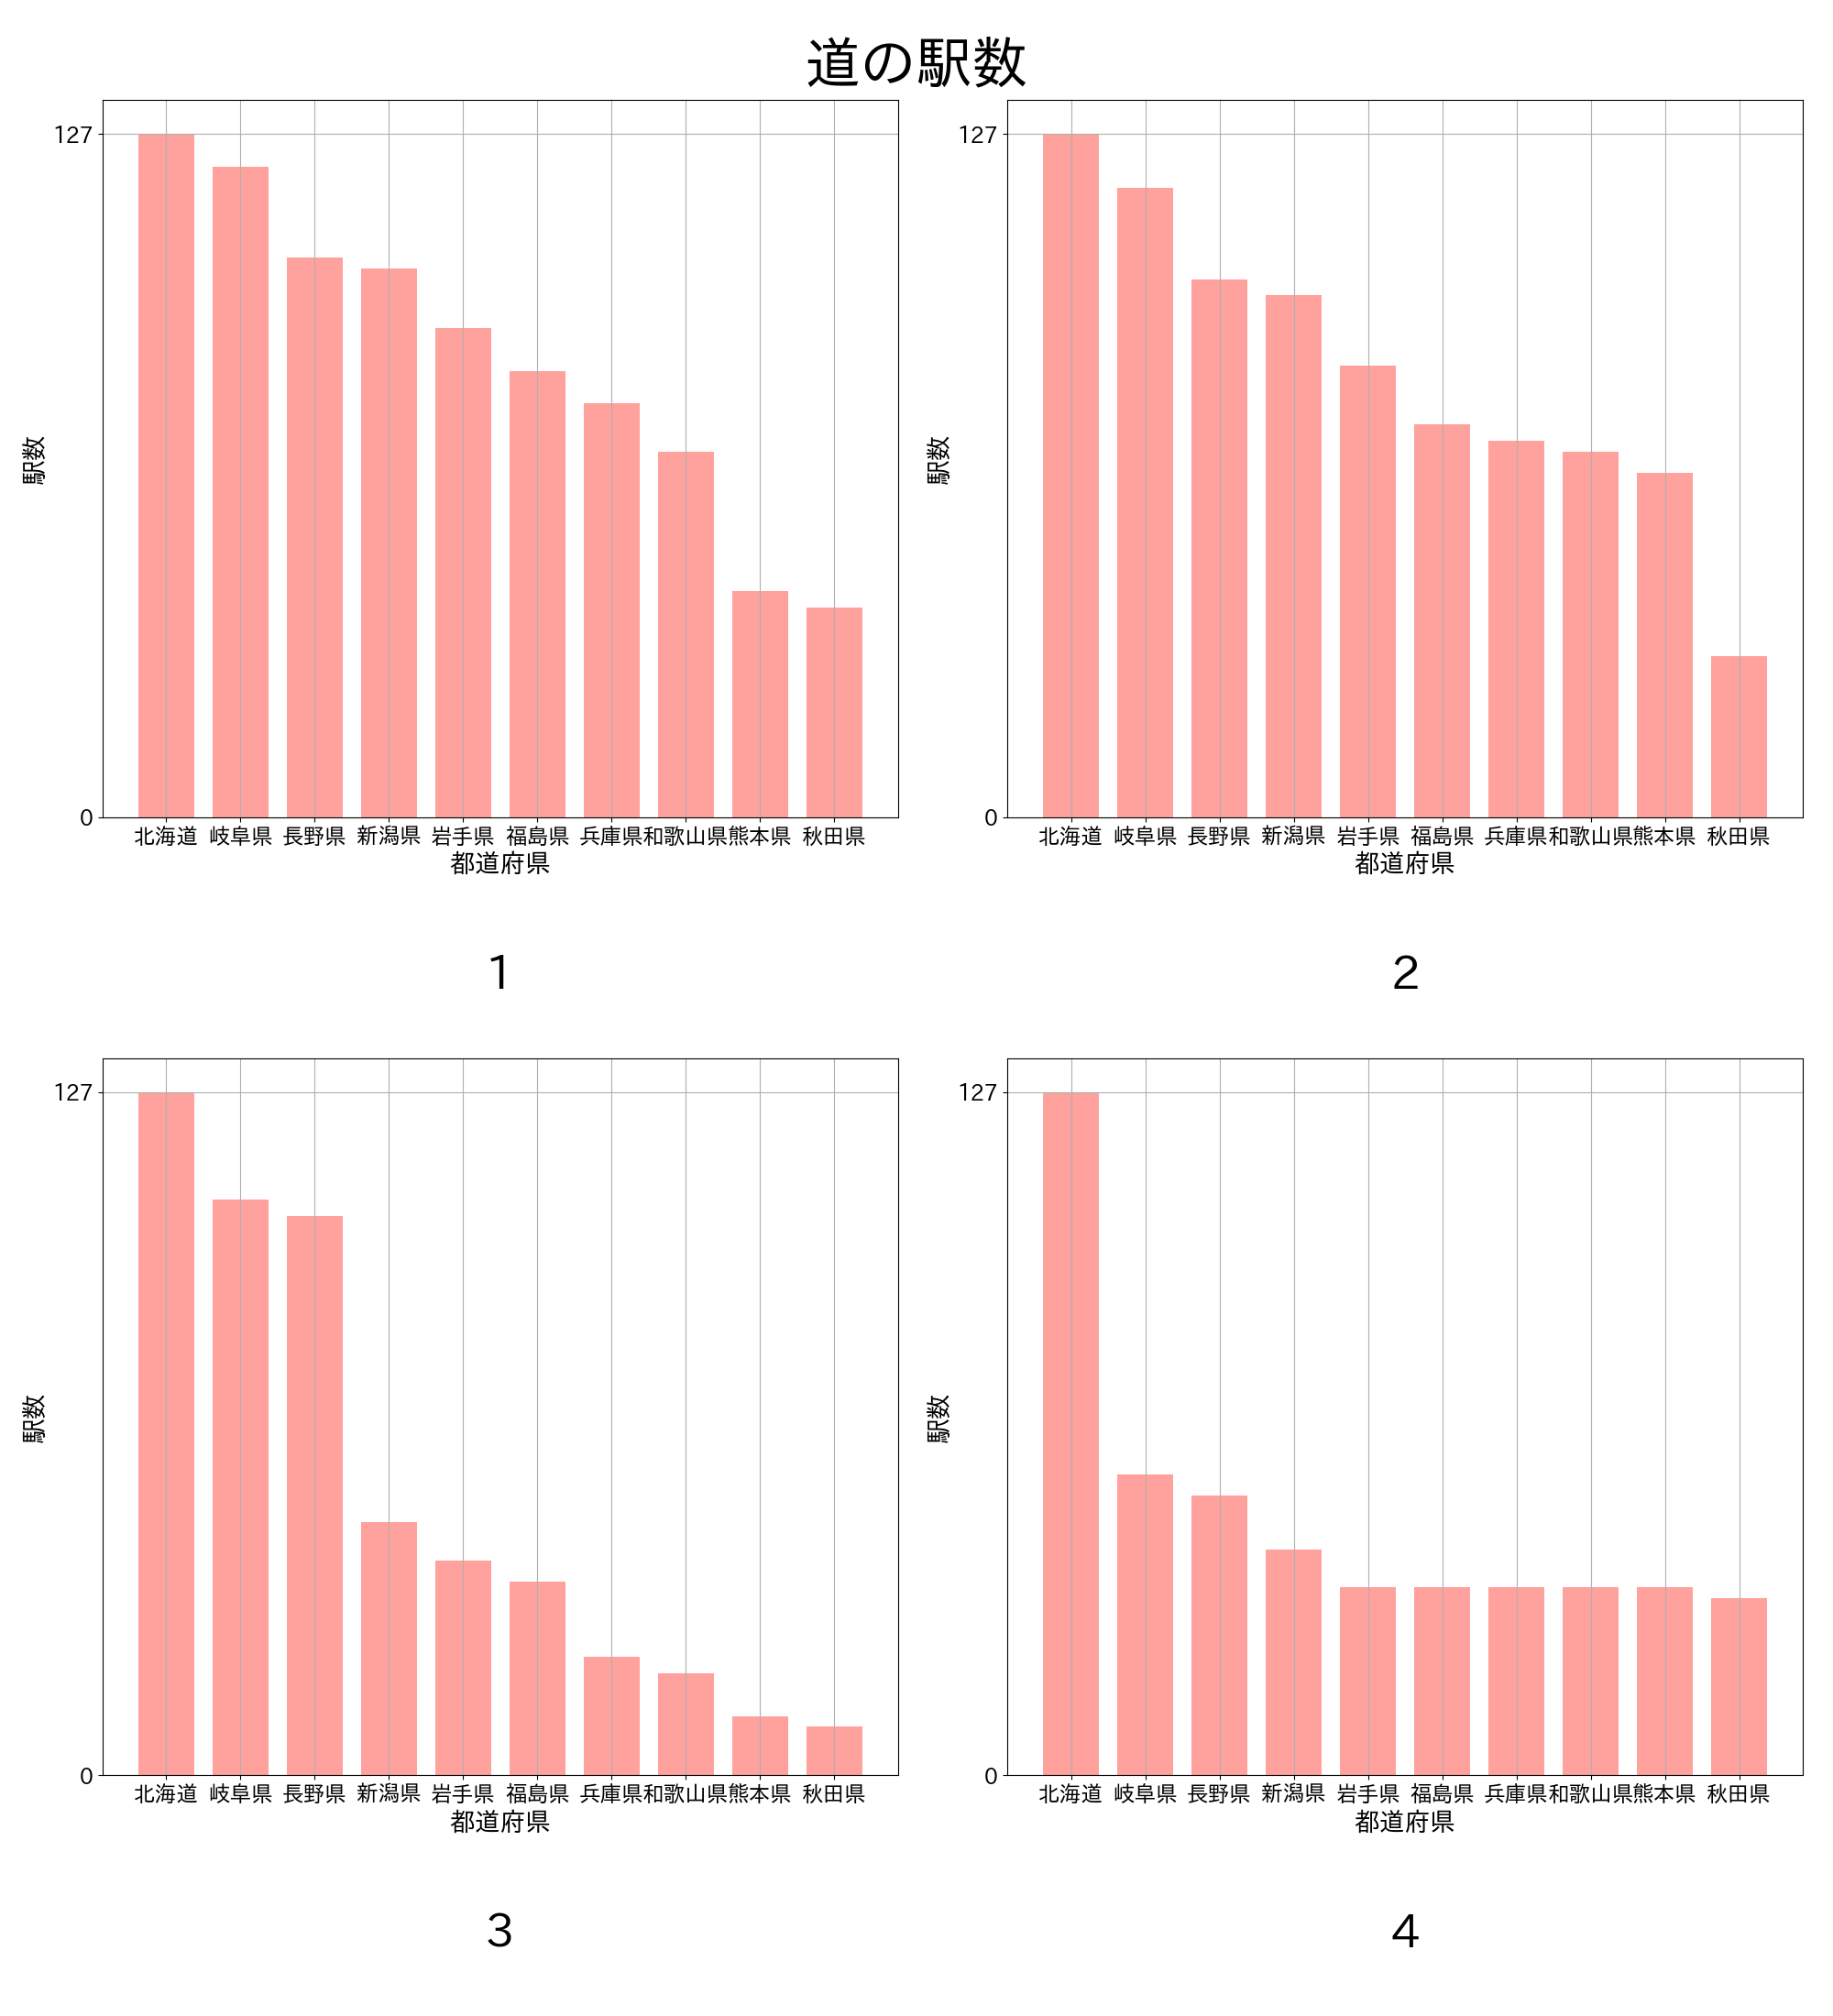 道の駅数
127
0
駅数
北海道 岐阜県 長野県 新潟県 岩手県 福島県 兵庫県 和歌山県 熊本県 秋田県
都道府県
1
127
0
駅数
北海道 岐阜県 長野県 新潟県 岩手県 福島県 兵庫県 和歌山県 熊本県 秋田県
都道府県
2
127
0
駅数
北海道 岐阜県 長野県 新潟県 岩手県 福島県 兵庫県 和歌山県 熊本県 秋田県
都道府県
3
127
0
駅数
北海道 岐阜県 長野県 新潟県 岩手県 福島県 兵庫県 和歌山県 熊本県 秋田県
都道府県
4